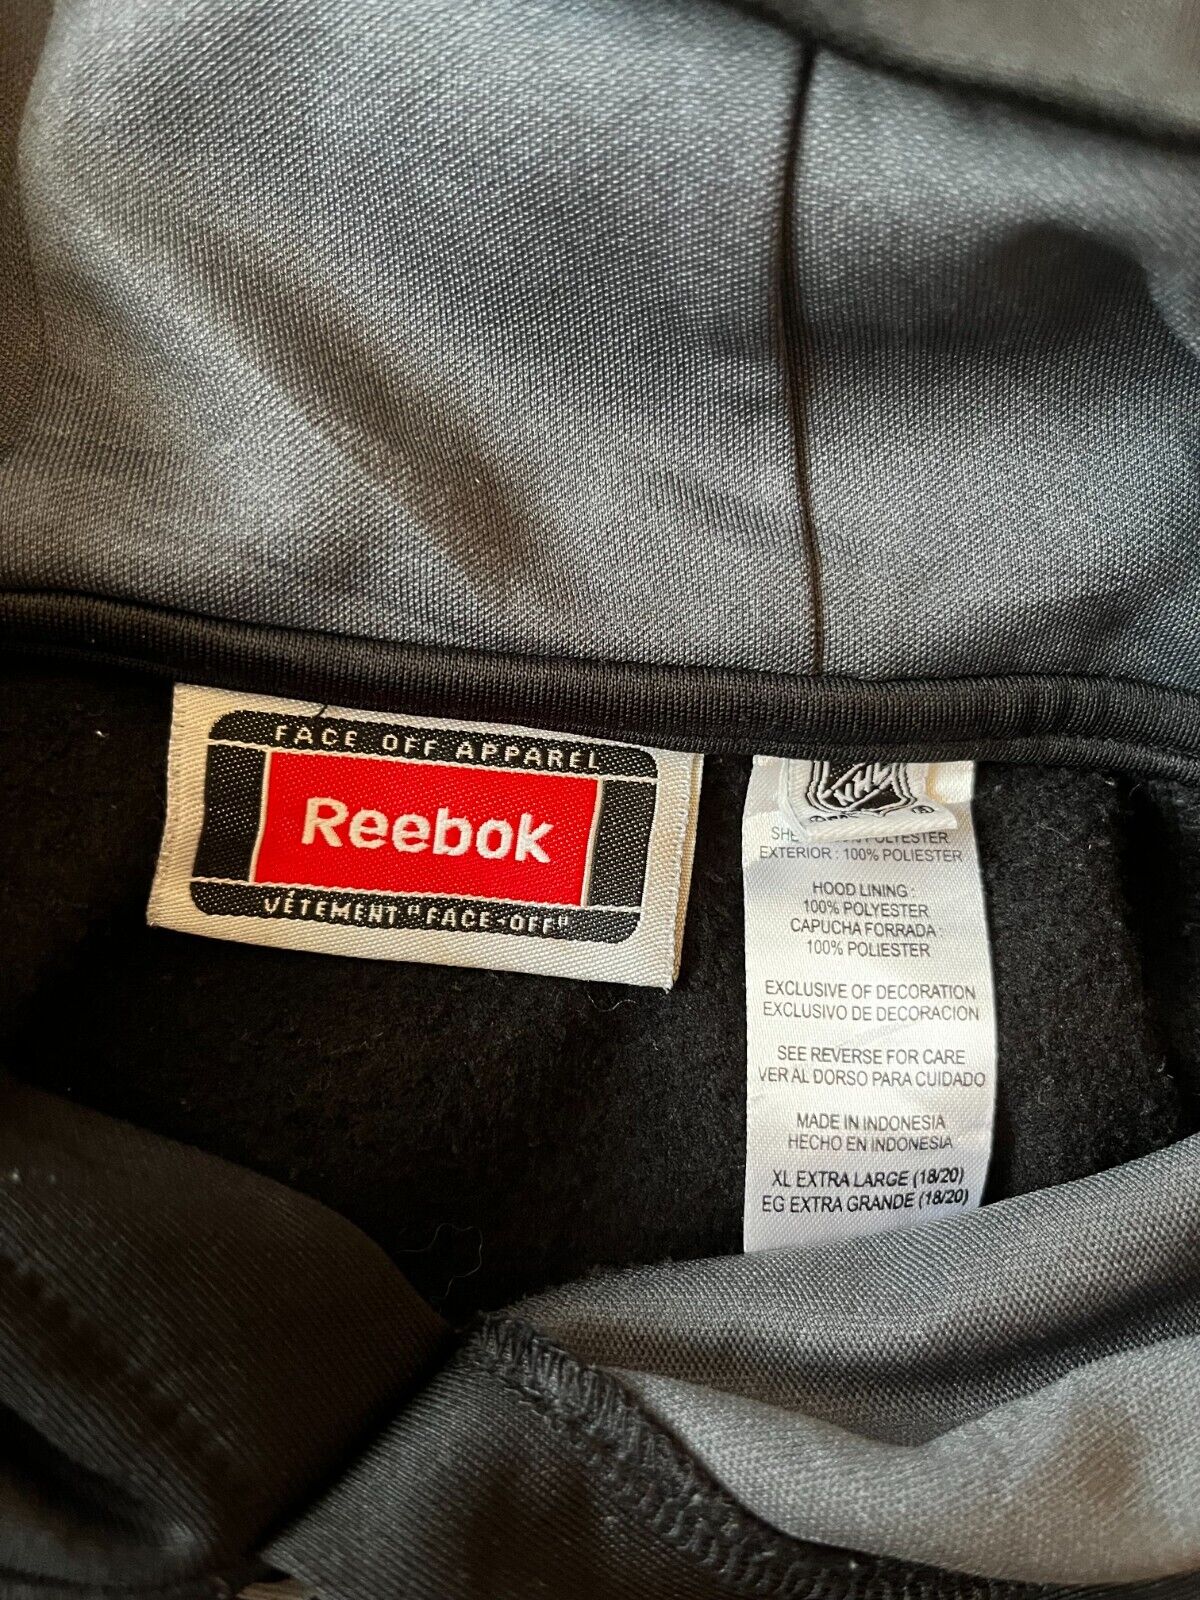 FACE OFF APPAREL
Reebok
VÊTEMENT "FACE-OFF"
NHL
POLYESTER
EXTERIOR : 100% POLIESTER
HOOD LINING :
100% POLYESTER
CAPUCHA FORRADA :
100% POLIESTER
EXCLUSIVE OF DECORATION
EXCLUSIVO DE DECORACION
SEE REVERSE FOR CARE
VER AL DORSO PARA CUIDADO
MADE IN INDONESIA
HECHO EN INDONESIA
XL EXTRA LARGE (18/20)
EG EXTRA GRANDE (18/20)